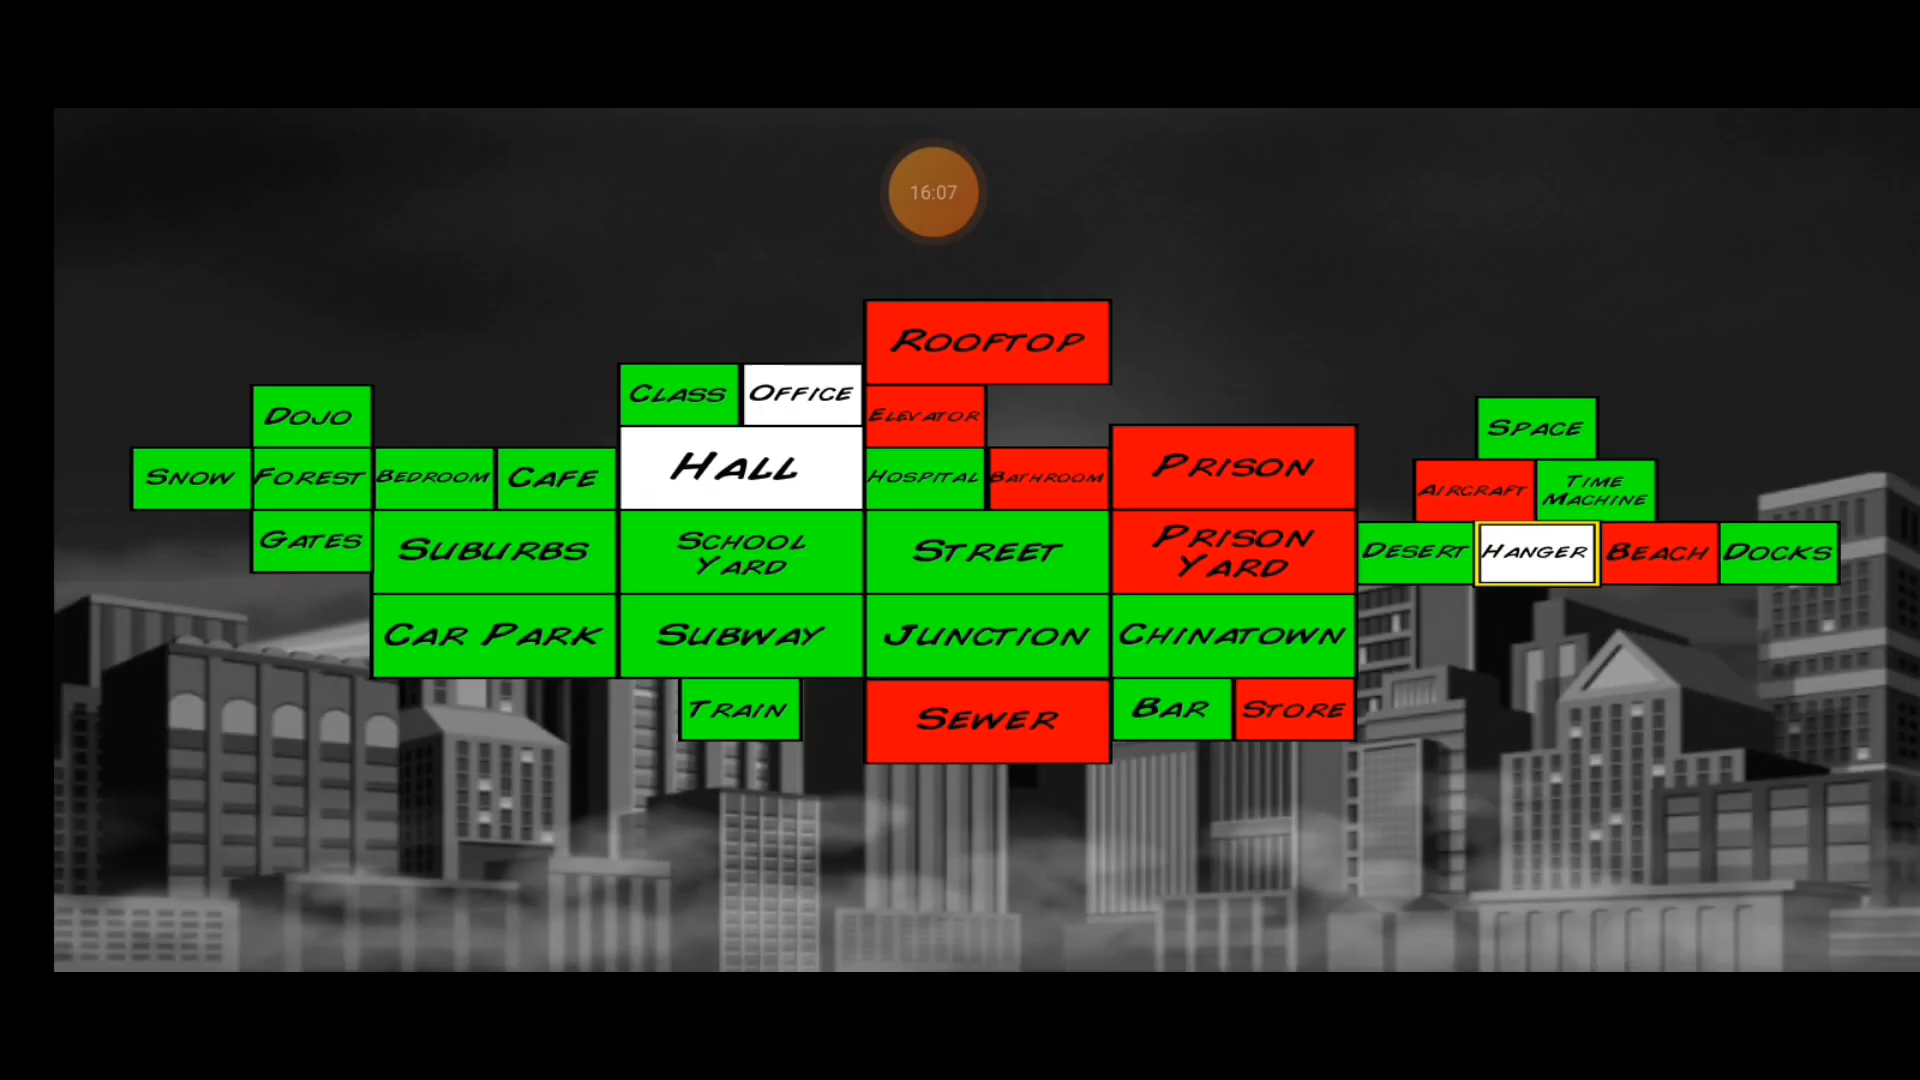 16:07
ROOFTOP
CLASS
OFFICE
ELEVATOR
DOJO
SPACE
HALL
SNOW
FOREST
BEDROOM
CAFE
HOSPITAL
BATHROOM
PRISON
AIRCRAFT
TIME
MACHINE
GATES
SUBURBS
SCHOOL
YARD
STREET
PRISON
YARD
DESERT
HANGER
BEACH
DOCKS
CAR PARK
SUBWAY
JUNCTION
CHINATOWN
TRAIN
SEWER
BAR
STORE